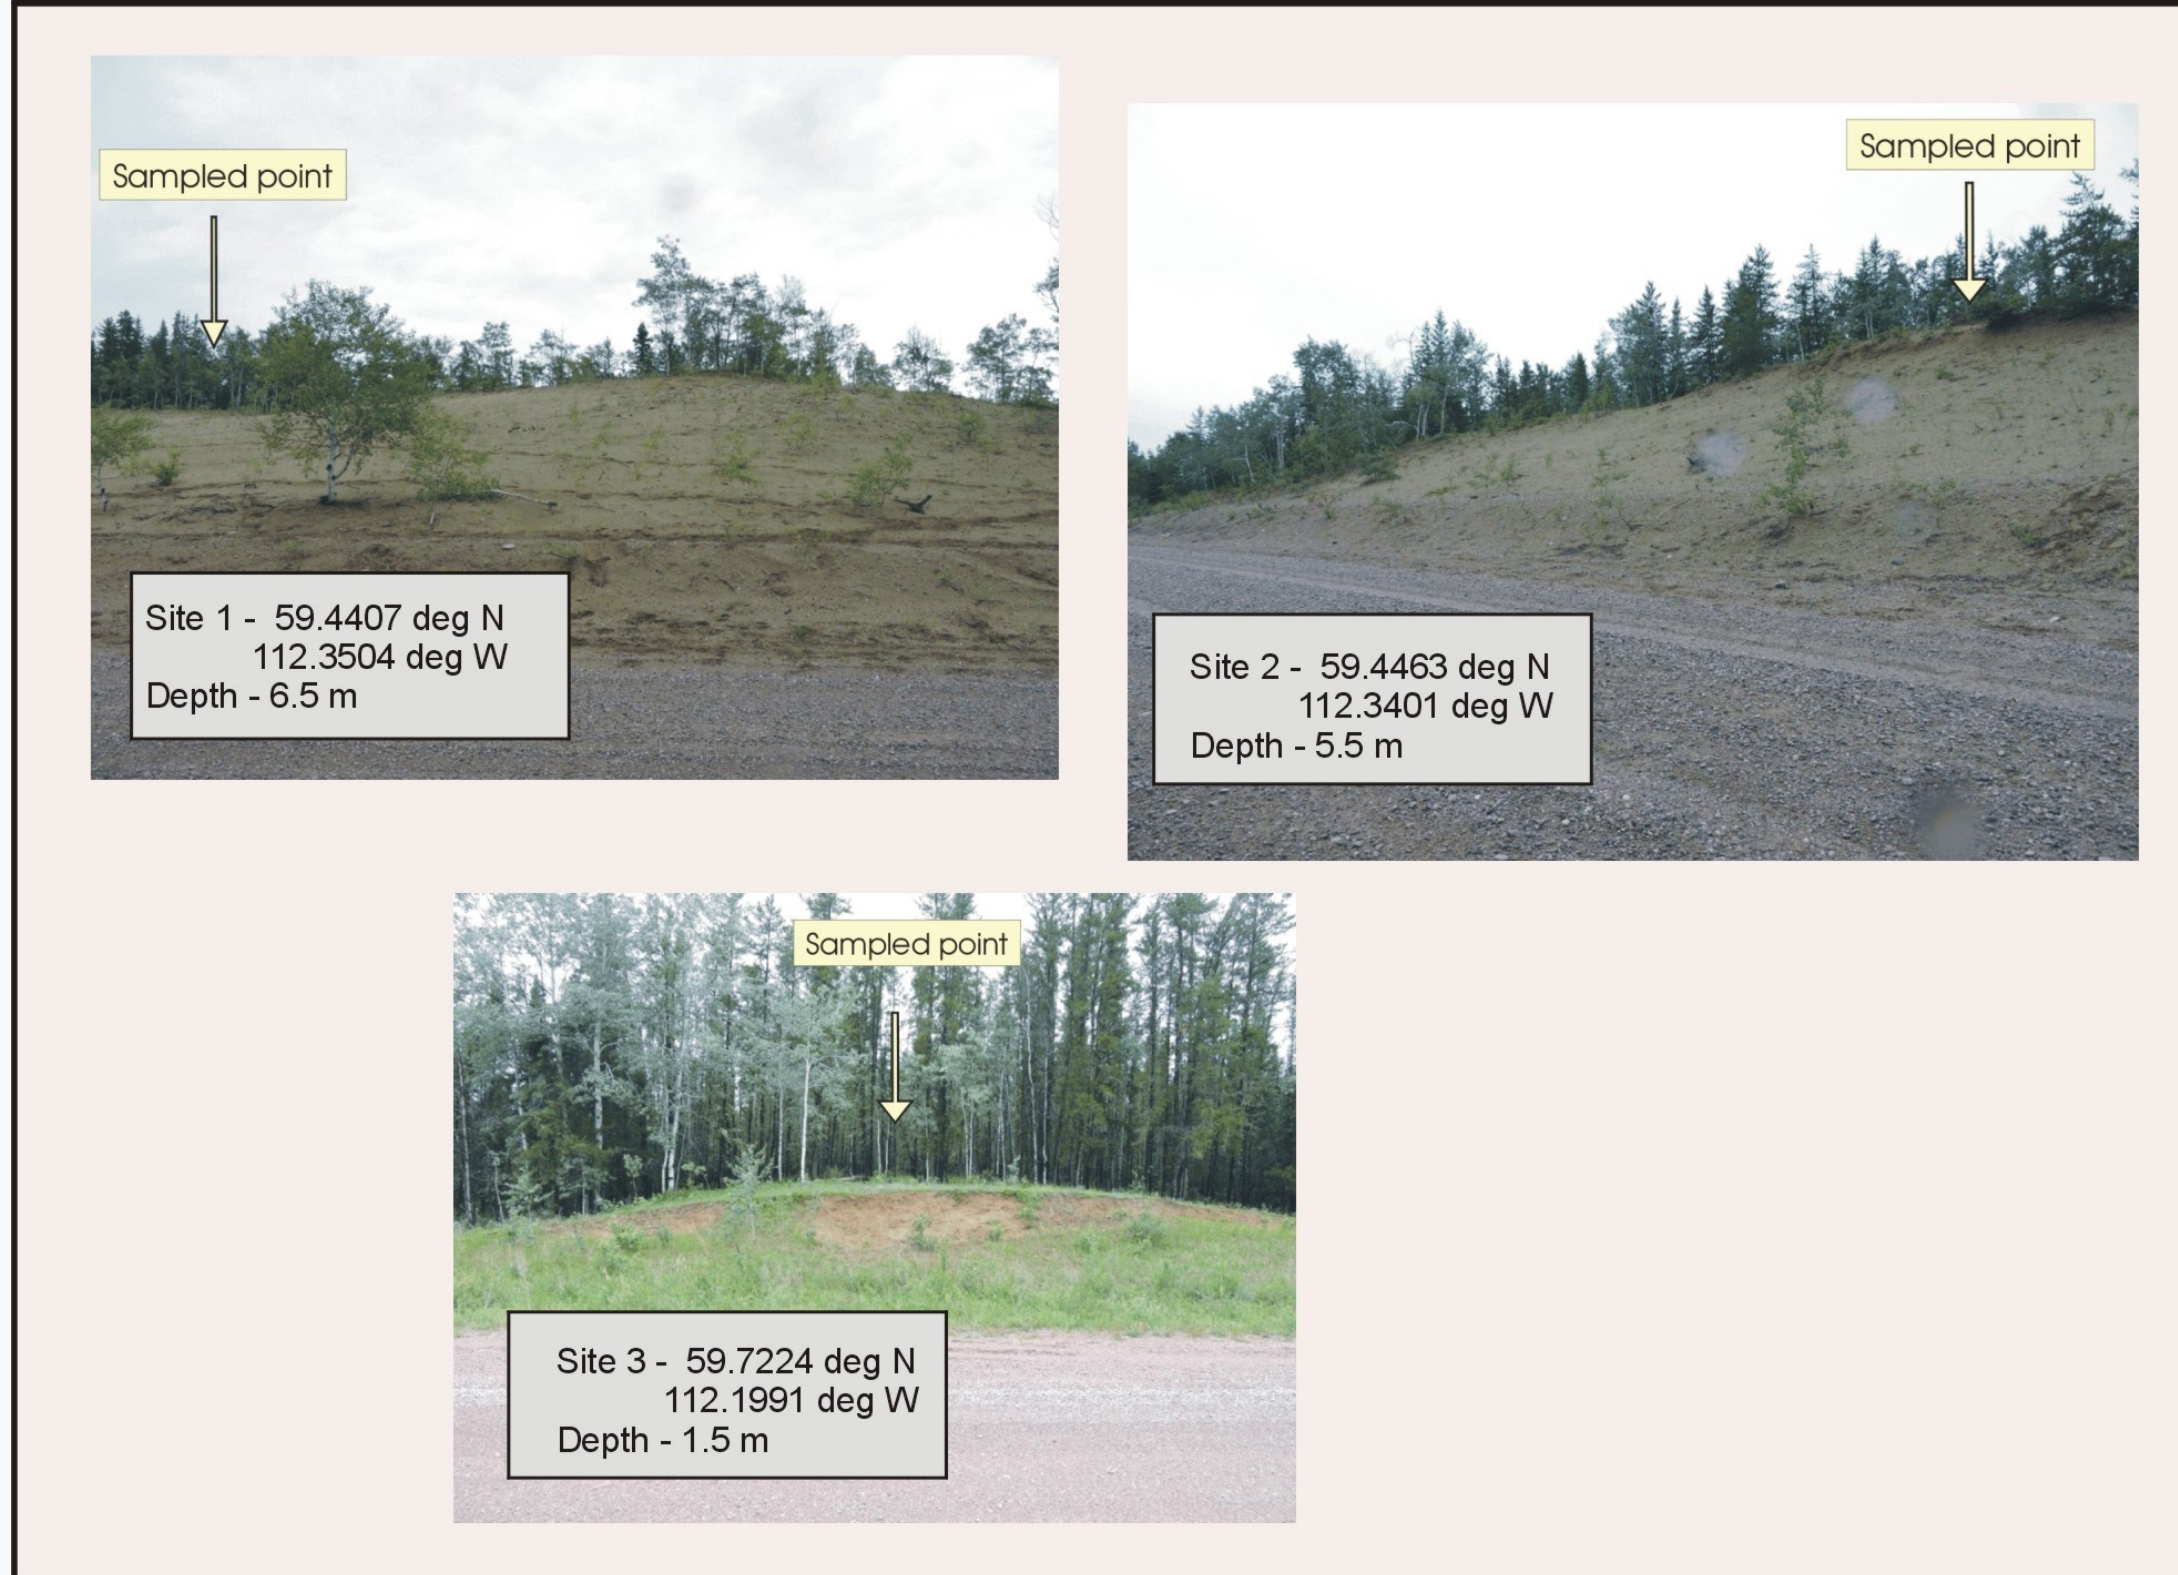 Sampled point
Site 1 - 59.4407 deg N
112.3504 deg W
Depth - 6.5 m
Sampled point
Site 2 - 59.4463 deg N
112.3401 deg W
Depth - 5.5 m
Sampled point
Site 3 - 59.7224 deg N
112.1991 deg W
Depth - 1.5 m